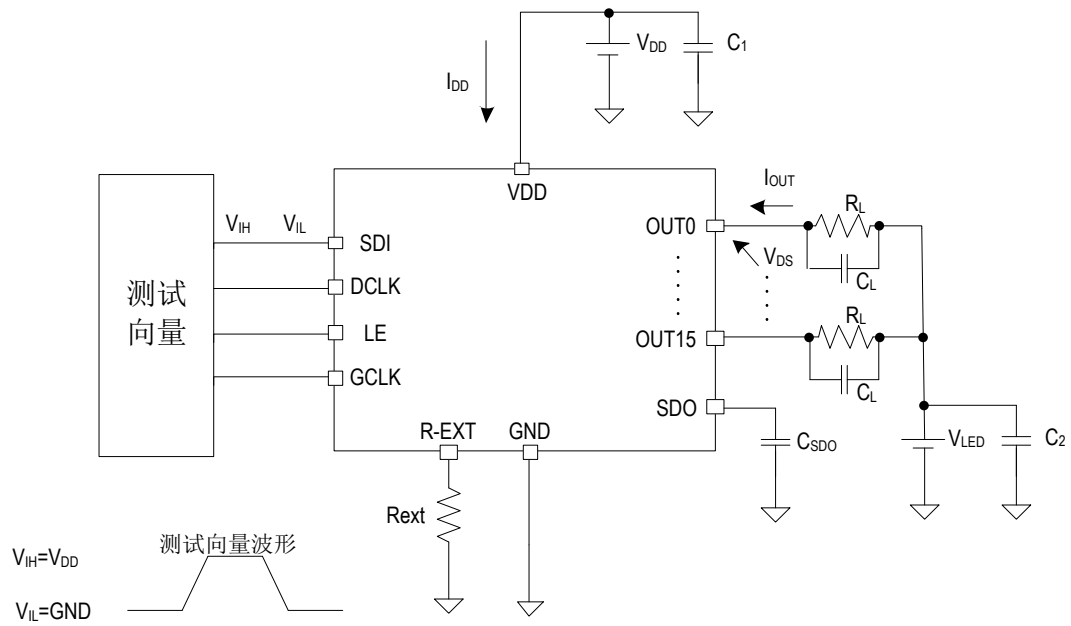 VDD
C1
IDD
VDD
IOUT
RL
OUT0
VIH VIL
SDI
VDS
CL
DCLK
测试
向量
RL
LE
OUT15
GCLK
CL
SDO
R-EXT GND
CSDO
VLED
C2
Rext
测试向量波形
VIH=VDD
VIL=GND